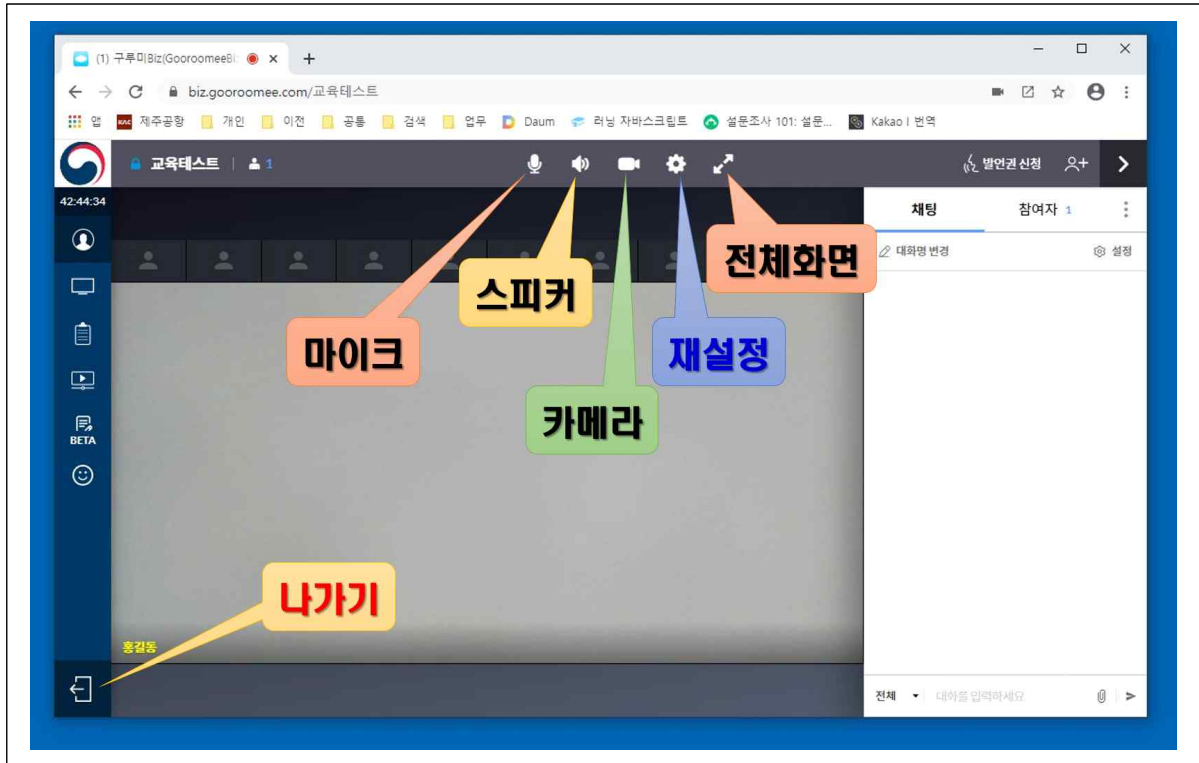 (1) 구루미Biz(GooroomeeBi
biz.gooroomee.com/교육테스트
앱 KAC 제주공항 개인 이전 공통 검색 업무 Daum 러닝 자바스크립트 설문조사 101: 설문... Kakao I 번역
교육테스트 1 발언권 신청
42:44:34 채팅 참여자 1
대화명 변경 설정
전체화면
스피커
마이크
재설정
카메라
BETA
나가기
홍길동
전체 대화를 입력하세요